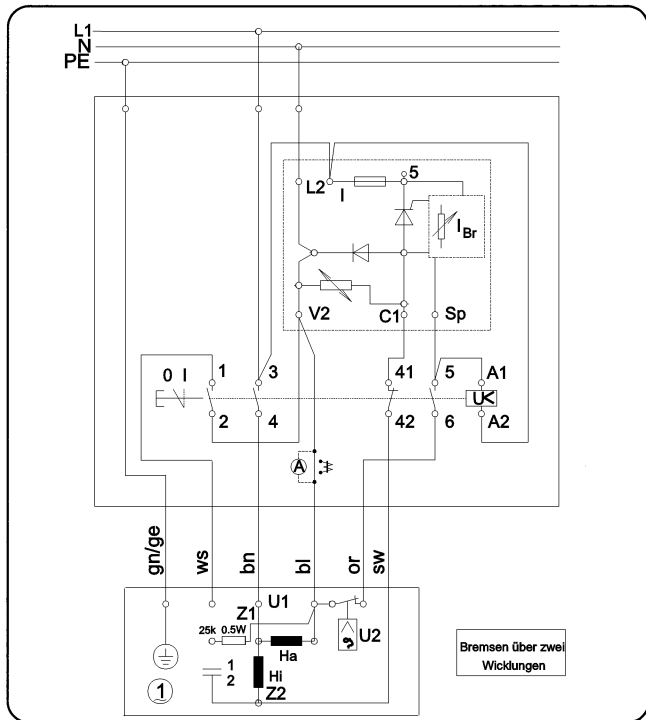 L1
N
PE
L2 I 5
I Br
V2 C1 Sp
0 I 1 3 41 5 A1
U<
2 4 42 6 A2
A
gn/ge ws bn bl or sw
Z1 U1
25k 0.5W
U2
ϑ
Ha
1
2
Hi
Z2
1
Bremsen über zwei
Wicklungen